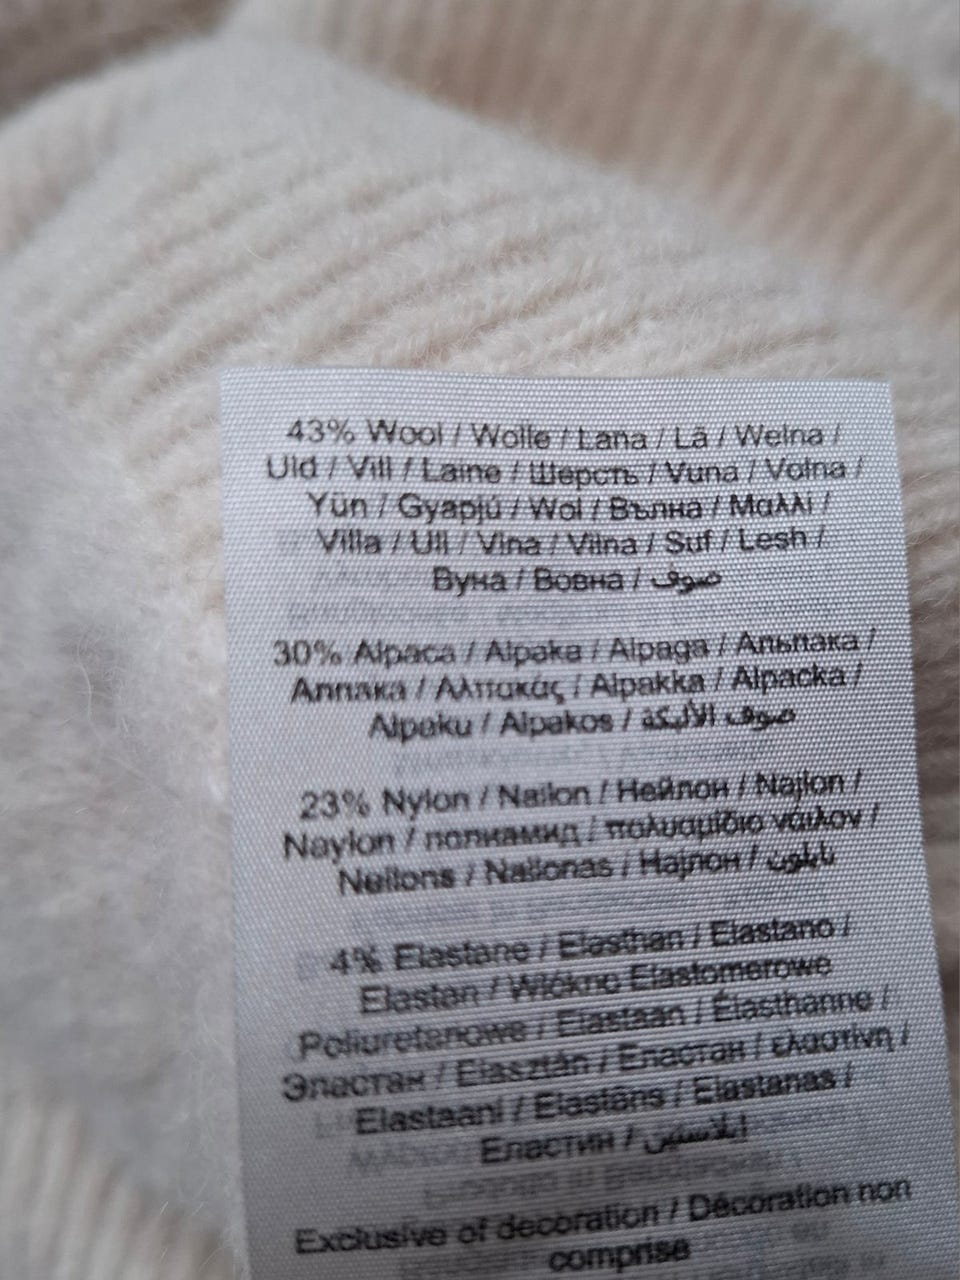 43% Wool / Wolle / Lana / Lã / Wełna /
Uld / Vill / Laine / Шерсть / Vuna / Volna /
Yün / Gyapjú / Wol / Вълна / Μαλλί /
Villa / Ull / Vlna / Vilna / Suf / Lesh /
Вуна / Вовна / صوف
30% Alpaca / Alpaka / Alpaga / Альпака /
Алпака / Αλπακάς / Alpakka / Alpacka /
Alpaku / Alpakos / صوف الألبكة
23% Nylon / Nailon / Нейлон / Najlon /
Naylon / полиамид / πολυαμίδιο νάιλον /
Neilons / Nailonas / Најлон / نايلون
4% Elastane / Elasthan / Elastano /
Elastan / Włókno Elastomerowe
Poliuretanowe / Elastaan / Élasthanne /
Эластан / Elasztán / Еластан / ελαστίνη /
Elastaani / Elastāns / Elastanas /
Еластин / إيلاستين
Exclusive of decoration / Décoration non
comprise